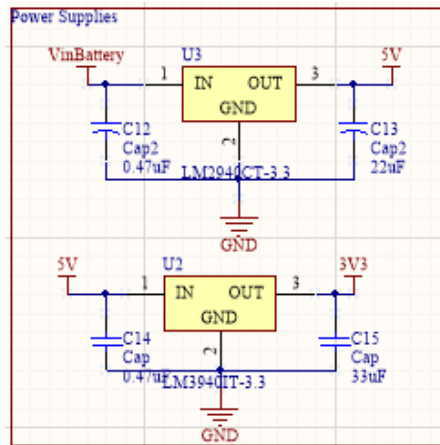 Power Supplies
VinBattery
U3
5V
1
IN
OUT
3
GND
2
C12
Cap2
0.47uF
C13
Cap2
22uF
LM2940CT-3.3
GND
5V
U2
3V3
1
IN
OUT
3
GND
2
C14
Cap
0.47uF
C15
Cap
33uF
LM3940IT-3.3
GND